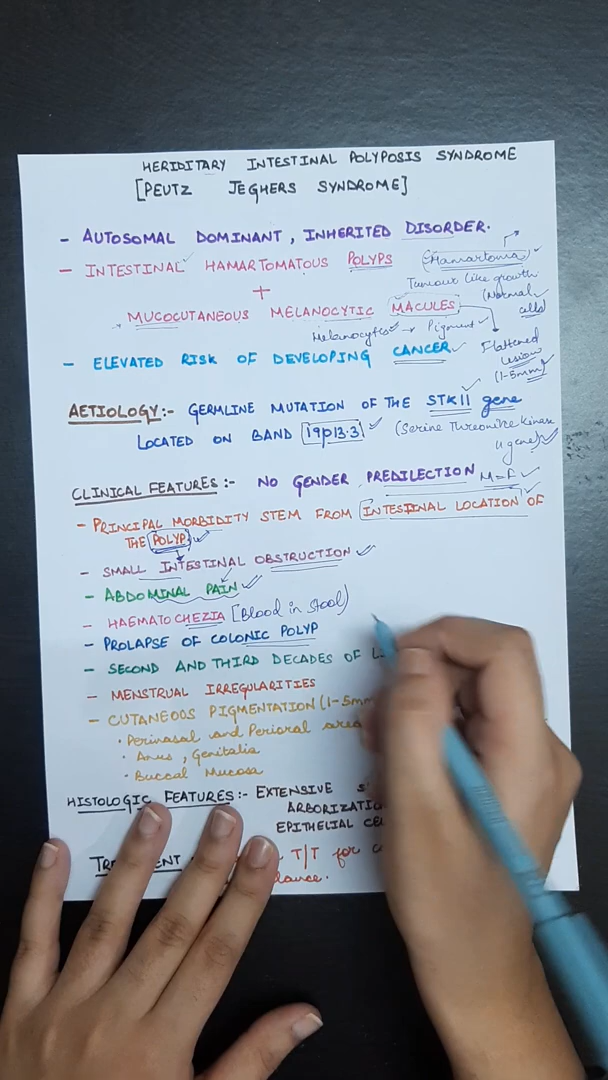 HERIDITARY INTESTINAL POLYPOSIS SYNDROME
[PEUTZ JEGHERS SYNDROME]
- AUTOSOMAL DOMINANT, INHERITED DISORDER.
- INTESTINAL HAMARTOMATOUS POLYPS (Hamartoma)
Tumour like growth
+ (Normal cells)
MUCOCUTANEOUS MELANOCYTIC MACULES
Melanocytes → Pigment
Flattened lesion (1-5mm)
- ELEVATED RISK OF DEVELOPING CANCER
AETIOLOGY:- GERMLINE MUTATION OF THE STK11 gene
LOCATED ON BAND 19p13.3 (Serine Threonine kinase
11 gene)
CLINICAL FEATURES:- NO GENDER PREDILECTION M=F
- PRINCIPAL MORBIDITY STEM FROM INTESTINAL LOCATION OF
THE POLYP.
- SMALL INTESTINAL OBSTRUCTION
- ABDOMINAL PAIN
- HAEMATOCHEZIA [Blood in Stool)
- PROLAPSE OF COLONIC POLYP
- SECOND AND THIRD DECADES OF
- MENSTRUAL IRREGULARITIES
- CUTANEOUS PIGMENTATION (1-5mm
• Perinasal and Perioral area
• Anus, Genitalia
• Buccal Mucosa
HISTOLOGIC FEATURES:- EXTENSIVE
EPITHELIAL
T/T for